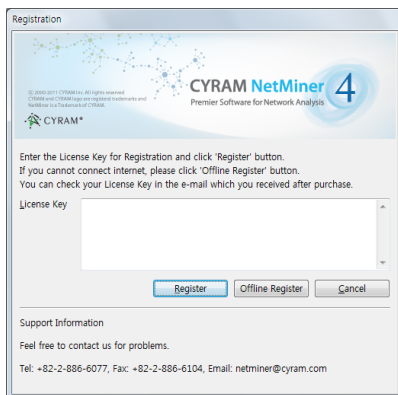 Registration
© 2000-2011 CYRAM Inc. All rights reserved
CYRAM and CYRAM logo are registered trademarks and
NetMiner is a Trademark of CYRAM.
CYRAM NetMiner 4
Premier Software for Network Analysis
CYRAM
Enter the License Key for Registration and click 'Register' button.
If you cannot connect internet, please click 'Offline Register' button.
You can check your License Key in the e-mail which you received after purchase.
License Key
Register Offline Register Cancel
Support Information
Feel free to contact us for problems.
Tel: +82-2-886-6077, Fax: +82-2-886-6104, Email: netminer@cyram.com